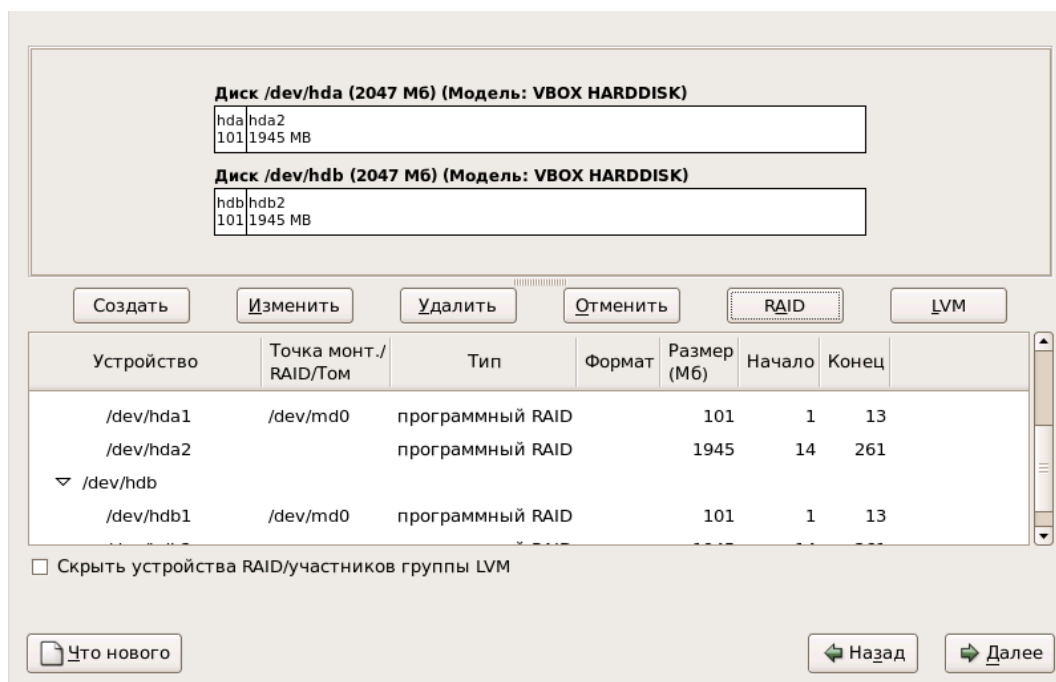 Диск /dev/hda (2047 Мб) (Модель: VBOX HARDDISK)
hda hda2
101 1945 MB
Диск /dev/hdb (2047 Мб) (Модель: VBOX HARDDISK)
hdb hdb2
101 1945 MB
Создать Изменить Удалить Отменить RAID LVM
Устройство Точка монт./RAID/Том Тип Формат Размер (Мб) Начало Конец
/dev/hda1 /dev/md0 программный RAID 101 1 13
/dev/hda2 программный RAID 1945 14 261
/dev/hdb
/dev/hdb1 /dev/md0 программный RAID 101 1 13
Скрыть устройства RAID/участников группы LVM
Что нового Назад Далее